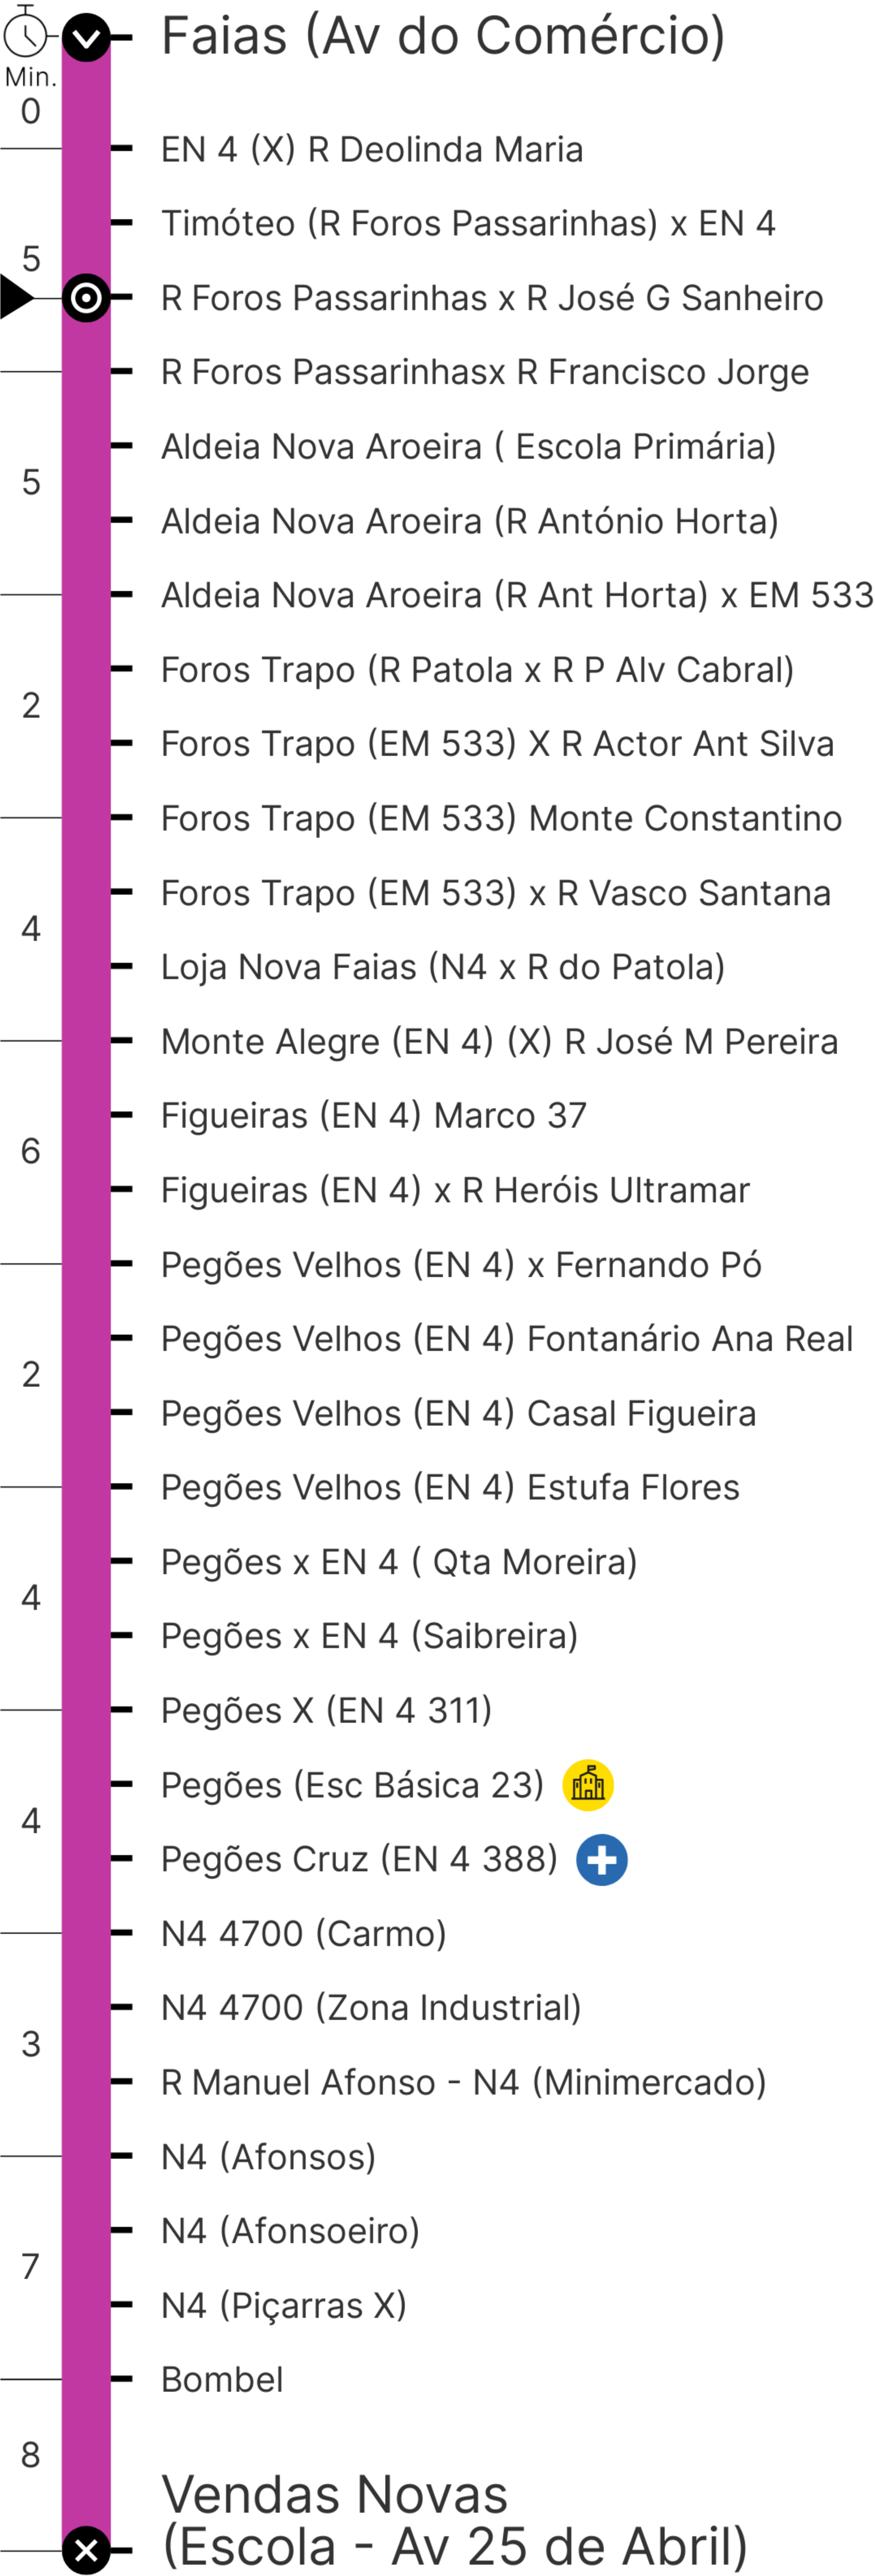 Faias (Av do Comércio)
Min.
0
EN 4 (X) R Deolinda Maria
Timóteo (R Foros Passarinhas) x EN 4
5
R Foros Passarinhas x R José G Sanheiro
R Foros Passarinhasx R Francisco Jorge
Aldeia Nova Aroeira ( Escola Primária)
5
Aldeia Nova Aroeira (R António Horta)
Aldeia Nova Aroeira (R Ant Horta) x EM 533
Foros Trapo (R Patola x R P Alv Cabral)
2
Foros Trapo (EM 533) X R Actor Ant Silva
Foros Trapo (EM 533) Monte Constantino
Foros Trapo (EM 533) x R Vasco Santana
4
Loja Nova Faias (N4 x R do Patola)
Monte Alegre (EN 4) (X) R José M Pereira
Figueiras (EN 4) Marco 37
6
Figueiras (EN 4) x R Heróis Ultramar
Pegões Velhos (EN 4) x Fernando Pó
Pegões Velhos (EN 4) Fontanário Ana Real
2
Pegões Velhos (EN 4) Casal Figueira
Pegões Velhos (EN 4) Estufa Flores
Pegões x EN 4 ( Qta Moreira)
4
Pegões x EN 4 (Saibreira)
Pegões X (EN 4 311)
Pegões (Esc Básica 23)
4
Pegões Cruz (EN 4 388)
N4 4700 (Carmo)
N4 4700 (Zona Industrial)
3
R Manuel Afonso - N4 (Minimercado)
N4 (Afonsos)
N4 (Afonsoeiro)
7
N4 (Piçarras X)
Bombel
8
Vendas Novas
(Escola - Av 25 de Abril)